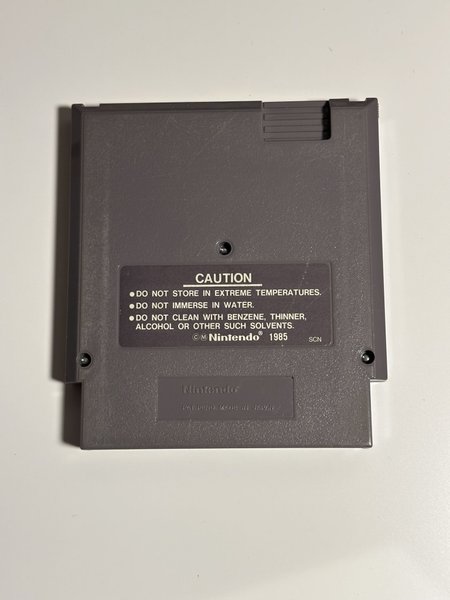 CAUTION
●DO NOT STORE IN EXTREME TEMPERATURES.
●DO NOT IMMERSE IN WATER.
●DO NOT CLEAN WITH BENZENE, THINNER,
ALCOHOL OR OTHER SUCH SOLVENTS.
©Ⓜ Nintendo® 1985 SCN
Nintendo®